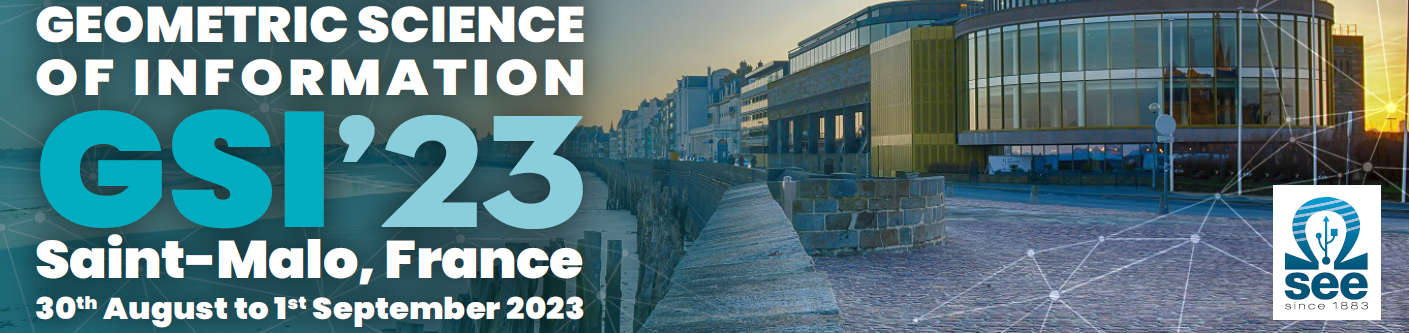 GEOMETRIC SCIENCE
OF INFORMATION
GSI’23
Saint-Malo, France
30th August to 1st September 2023
see
since 1883